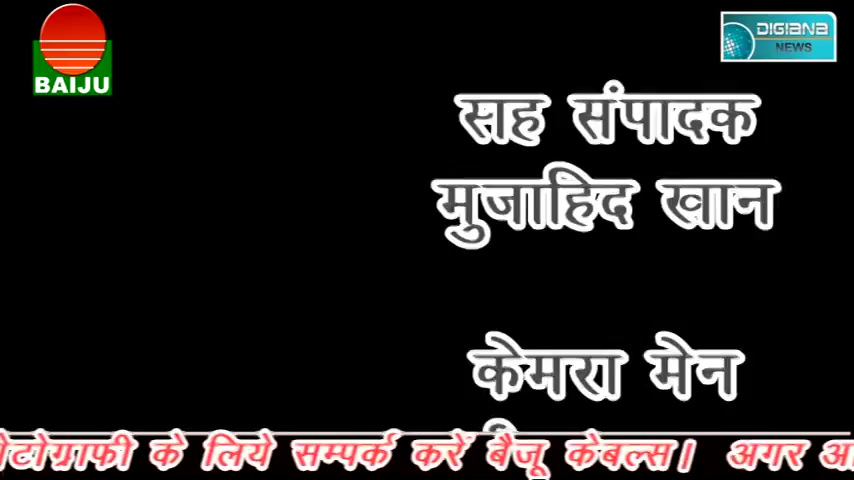 BAIJU
DIGIANA
NEWS
सह संपादक
मुजाहिद खान
केमरा मेन
के लिये सम्पर्क करें बैजू केबल्स। अगर